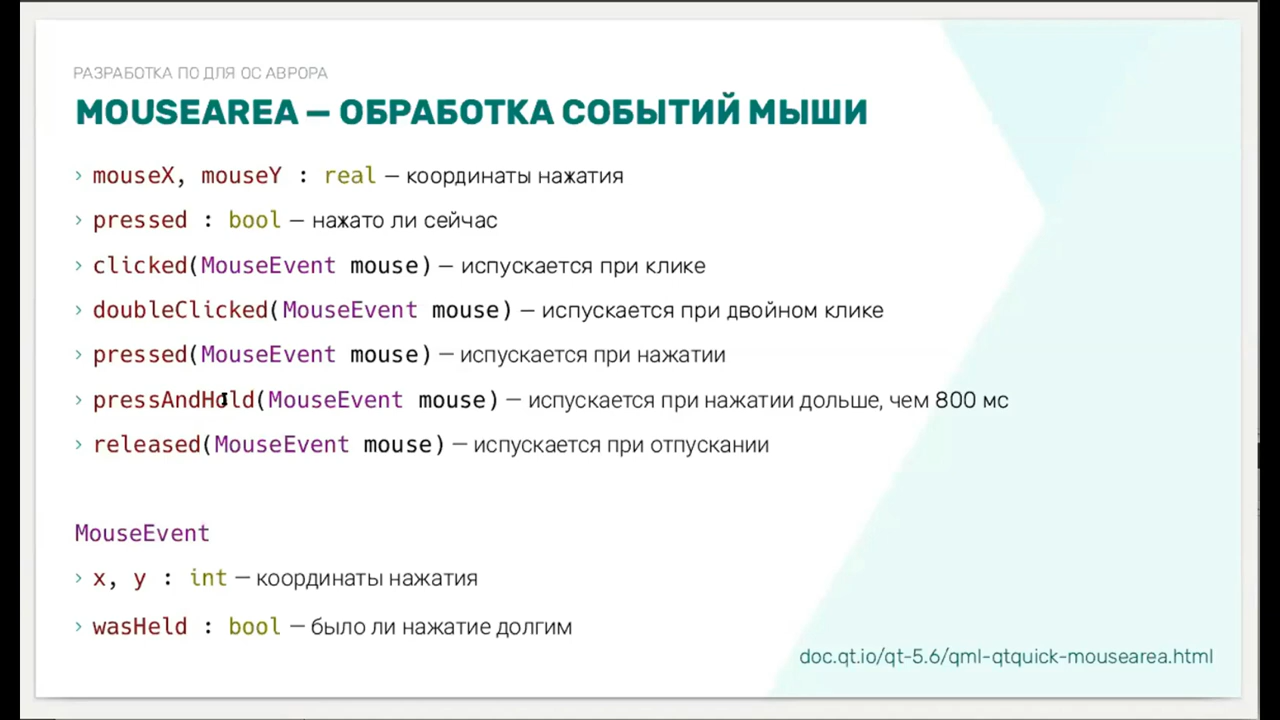 РАЗРАБОТКА ПО ДЛЯ ОС АВРОРА
MOUSEAREA — ОБРАБОТКА СОБЫТИЙ МЫШИ
› mouseX, mouseY : real — координаты нажатия
› pressed : bool — нажато ли сейчас
› clicked(MouseEvent mouse) — испускается при клике
› doubleClicked(MouseEvent mouse) — испускается при двойном клике
› pressed(MouseEvent mouse) — испускается при нажатии
› pressAndHold(MouseEvent mouse) — испускается при нажатии дольше, чем 800 мс
› released(MouseEvent mouse) — испускается при отпускании
MouseEvent
› x, y : int — координаты нажатия
› wasHeld : bool — было ли нажатие долгим
doc.qt.io/qt-5.6/qml-qtquick-mousearea.html